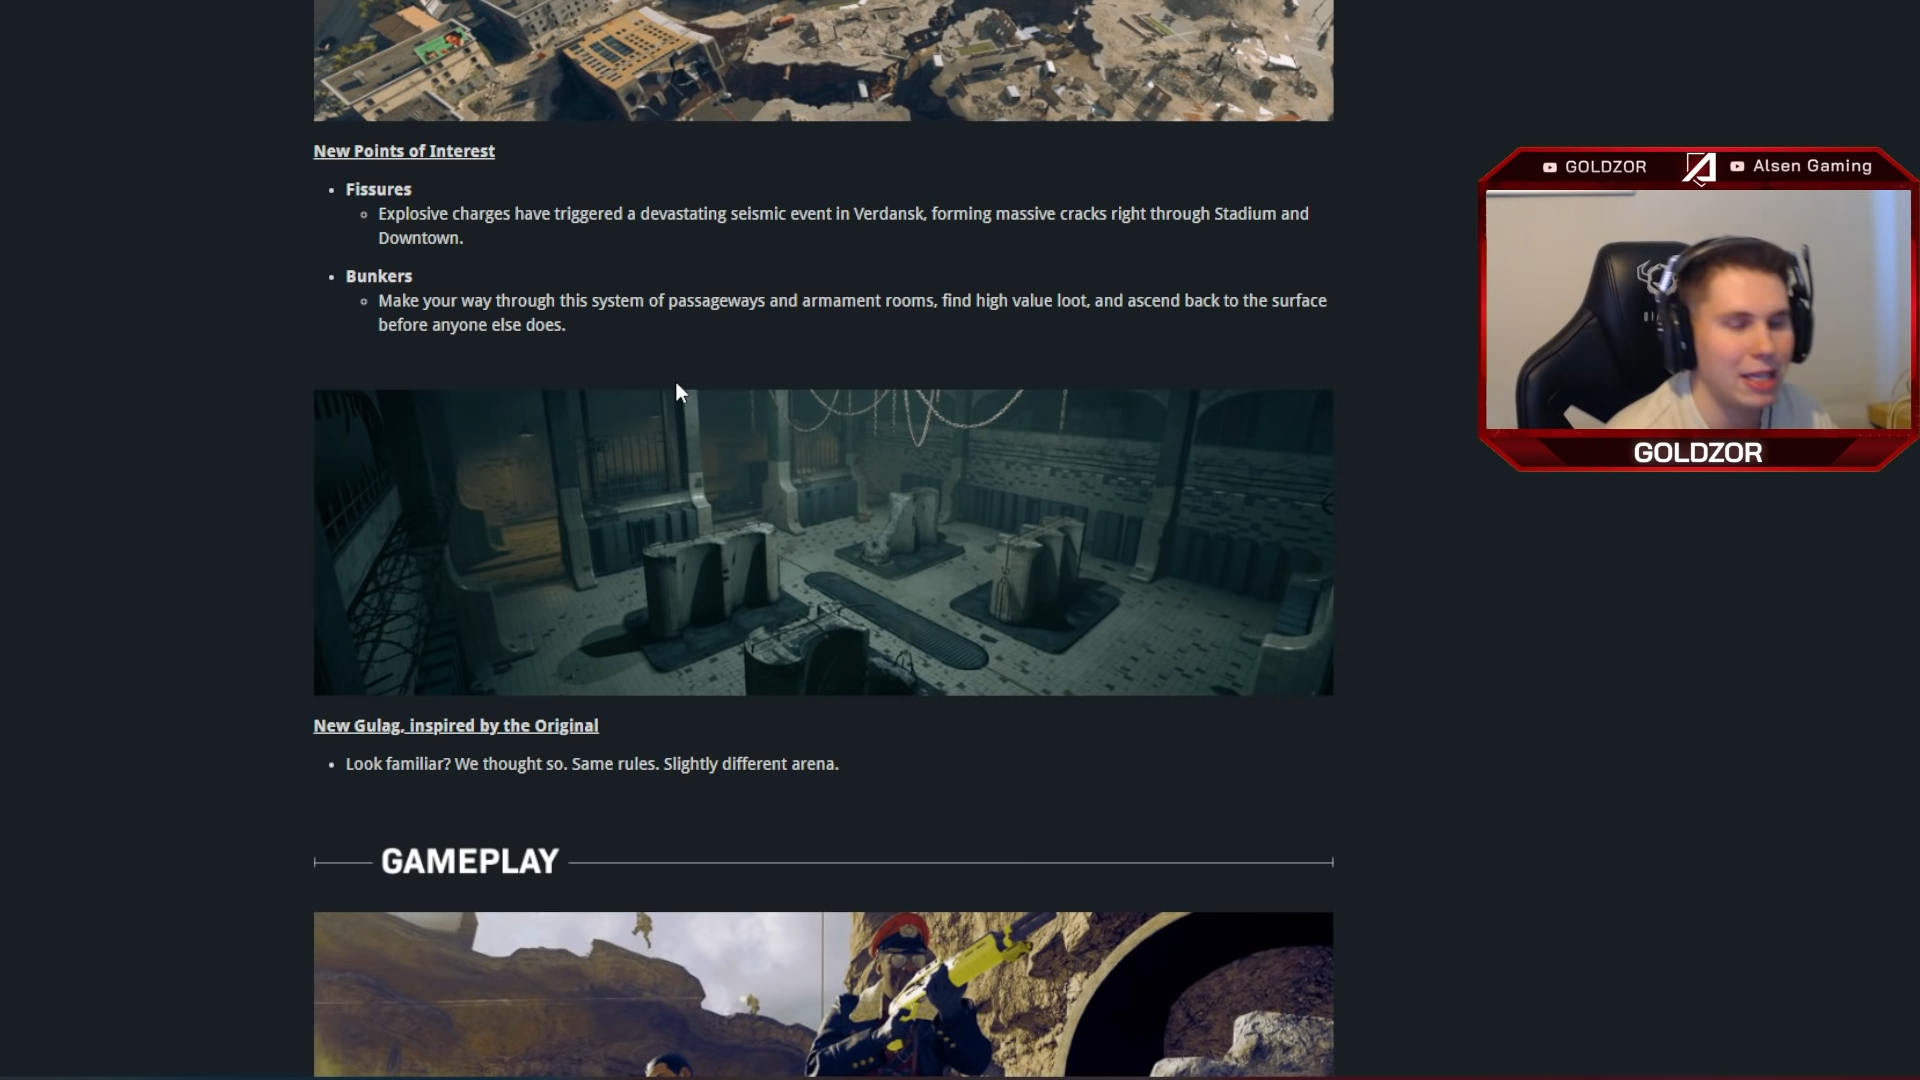 New Points of Interest
Fissures
Explosive charges have triggered a devastating seismic event in Verdansk, forming massive cracks right through Stadium and
Downtown.
Bunkers
Make your way through this system of passageways and armament rooms, find high value loot, and ascend back to the surface
before anyone else does.
New Gulag, inspired by the Original
Look familiar? We thought so. Same rules. Slightly different arena.
GAMEPLAY
GOLDZOR
Alsen Gaming
GOLDZOR